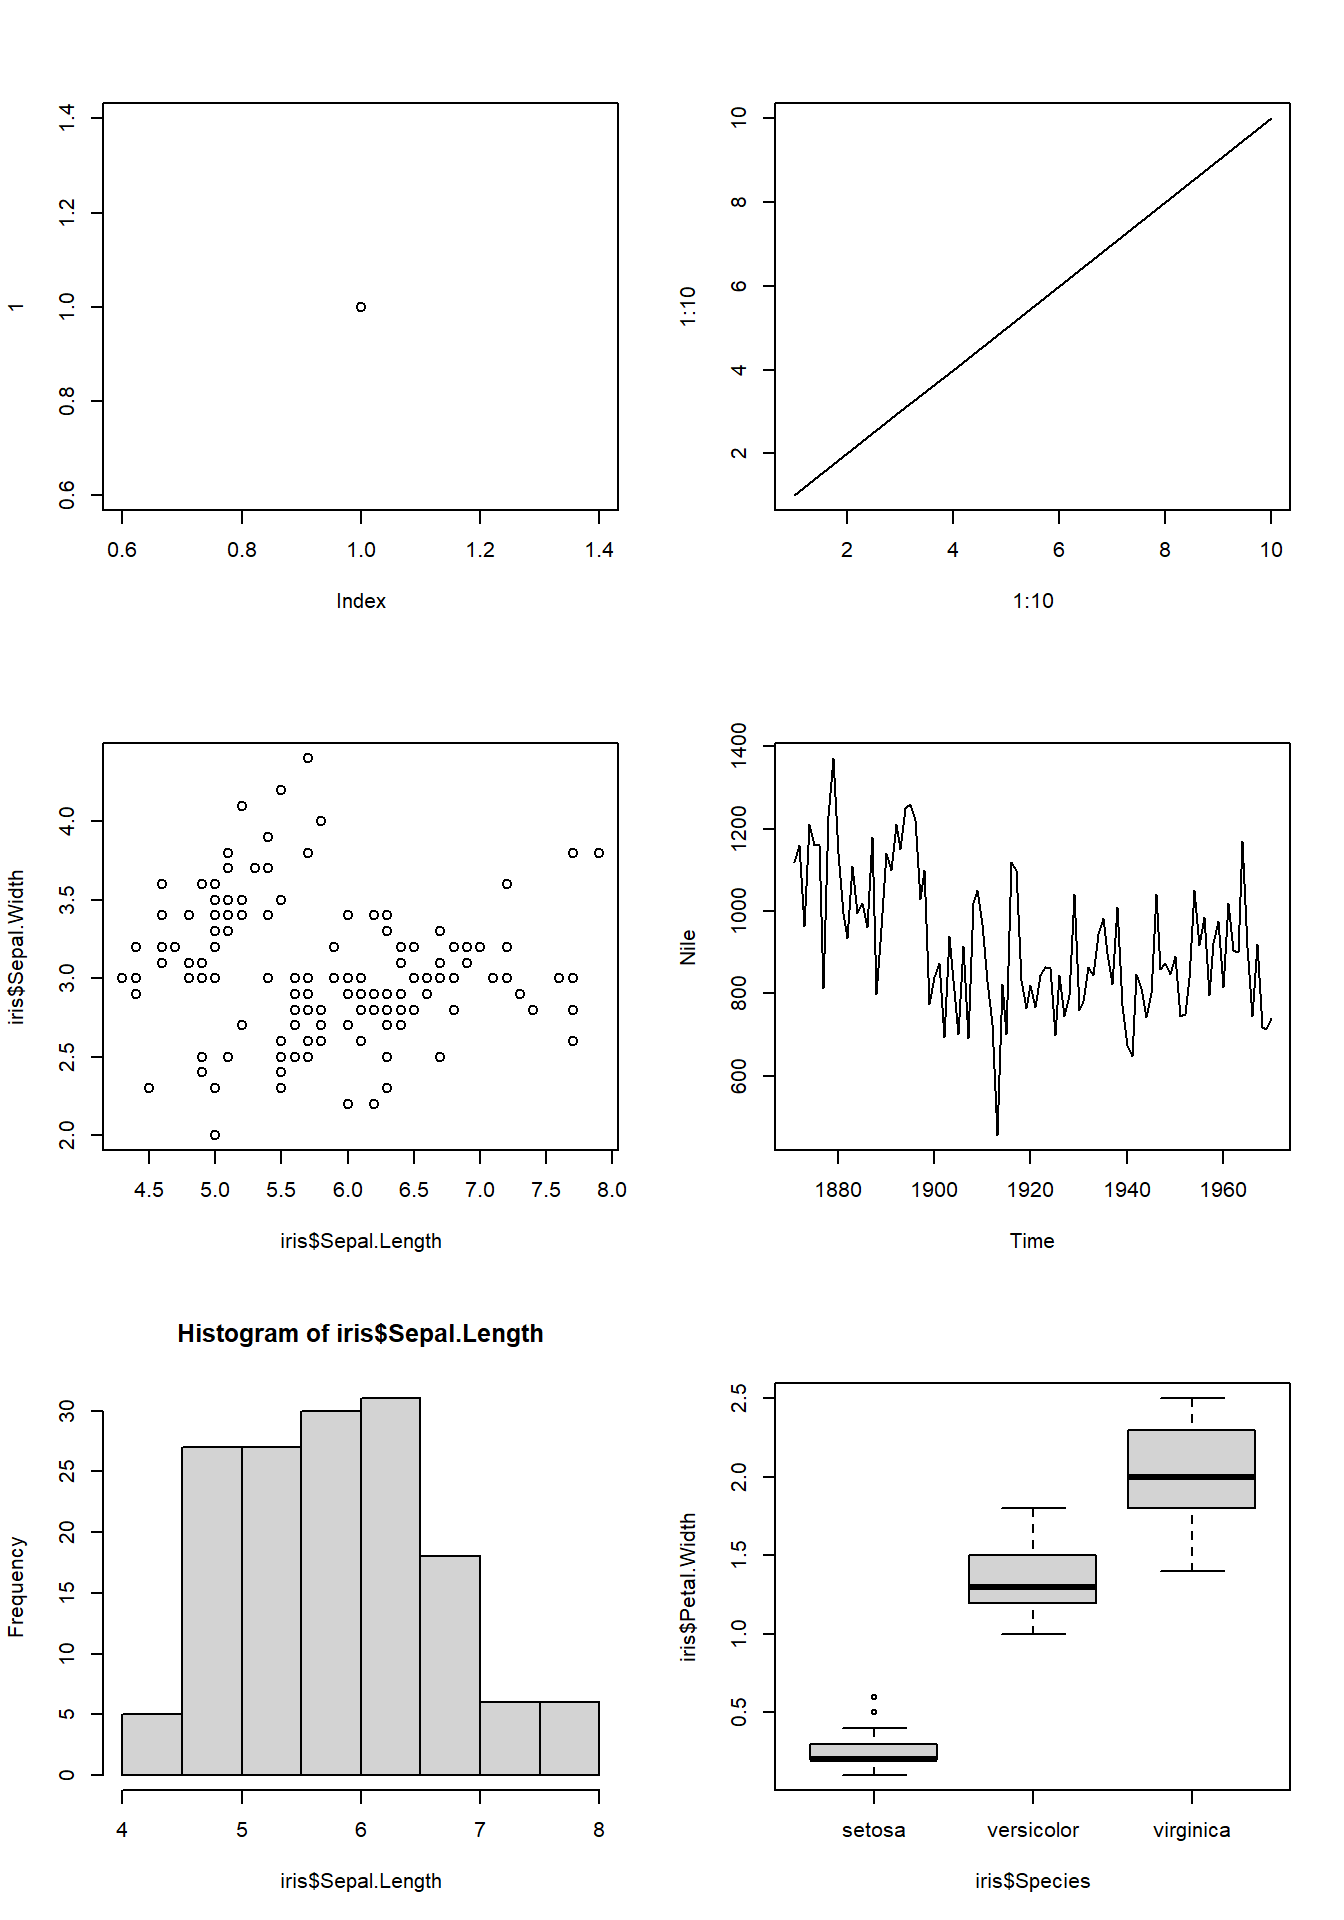 1.4
1.2
1.0
0.8
0.6
1
0.6 0.8 1.0 1.2 1.4
Index
10
8
6
4
2
1:10
2 4 6 8 10
1:10
4.0
3.5
3.0
2.5
2.0
iris$Sepal.Width
4.5 5.0 5.5 6.0 6.5 7.0 7.5 8.0
iris$Sepal.Length
1400
1200
1000
800
600
Nile
1880 1900 1920 1940 1960
Time
Histogram of iris$Sepal.Length
30
25
20
15
10
5
0
Frequency
4 5 6 7 8
iris$Sepal.Length
2.5
2.0
1.5
1.0
0.5
iris$Petal.Width
setosa versicolor virginica
iris$Species